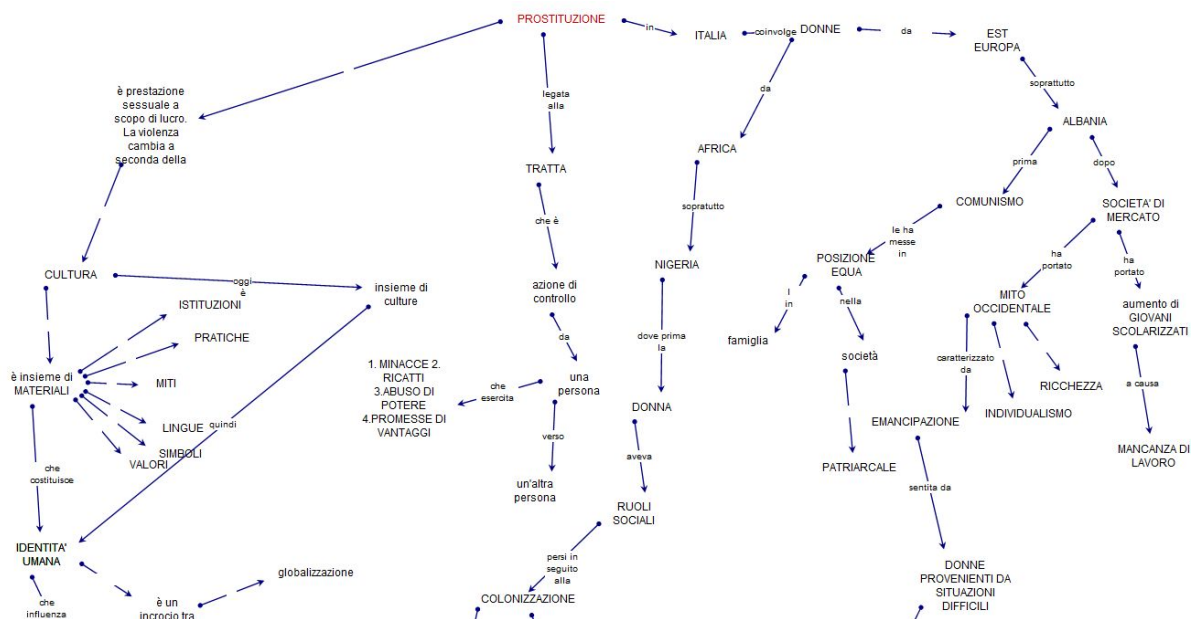 PROSTITUZIONE
in
ITALIA
coinvolge
DONNE
da
EST
EUROPA
soprattutto
ALBANIA
prima
dopo
COMUNISMO
SOCIETA' DI
MERCATO
le ha
messe
in
POSIZIONE
EQUA
I
in
famiglia
nella
società
PATRIARCALE
ha
portato
MITO
OCCIDENTALE
caratterizzato
da
EMANCIPAZIONE
INDIVIDUALISMO
RICCHEZZA
ha
portato
aumento di
GIOVANI
SCOLARIZZATI
a causa
MANCANZA DI
LAVORO
sentita da
DONNE
PROVENIENTI DA
SITUAZIONI
DIFFICILI
da
AFRICA
sopratutto
NIGERIA
dove prima
la
DONNA
aveva
RUOLI
SOCIALI
persi in
seguito
alla
COLONIZZAZIONE
legata
alla
TRATTA
che è
azione di
controllo
da
una
persona
che
esercita
1. MINACCE 2.
RICATTI
3.ABUSO DI
POTERE
4.PROMESSE DI
VANTAGGI
verso
un'altra
persona
è prestazione
sessuale a
scopo di lucro.
La violenza
cambia a
seconda della
CULTURA
oggi
è
insieme di
culture
quindi
è insieme di
MATERIALI
ISTITUZIONI
PRATICHE
MITI
LINGUE
SIMBOLI
VALORI
che
costituisce
IDENTITA'
UMANA
che
influenza
è un
incrocio tra
globalizzazione